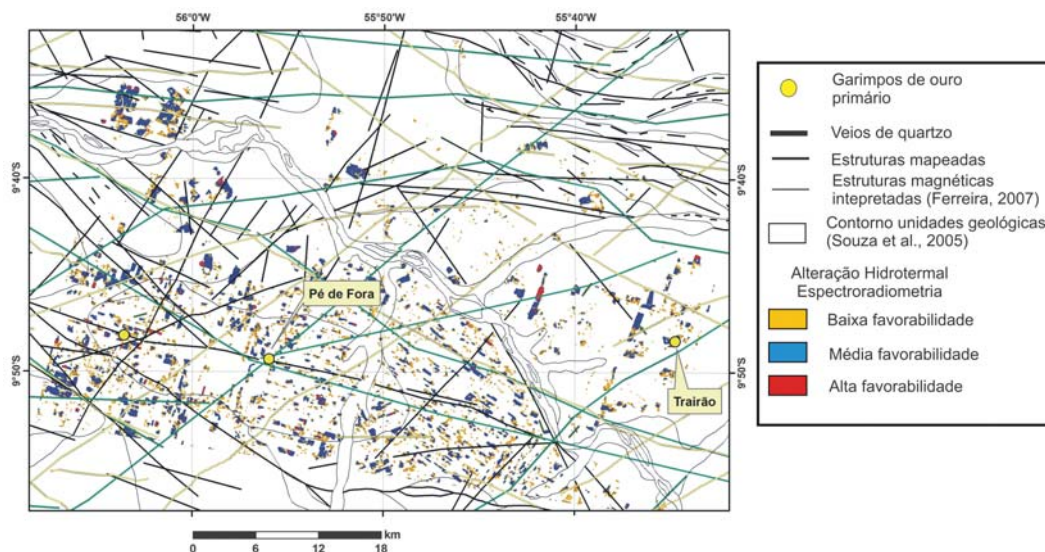 56°0'W
55°50'W
55°40'W
9°40'S
9°40'S
9°50'S
9°50'S
Pé de Fora
Trairão
km
0
6
12
18
Garimpos de ouro
primário
Veios de quartzo
Estruturas mapeadas
Estruturas magnéticas
intepretadas (Ferreira, 2007)
Contorno unidades geológicas
(Souza et al., 2005)
Alteração Hidrotermal
Espectroradiometria
Baixa favorabilidade
Média favorabilidade
Alta favorabilidade